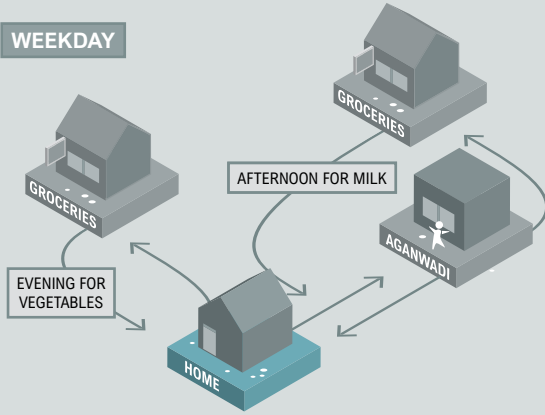 WEEKDAY
GROCERIES
GROCERIES
AFTERNOON FOR MILK
AGANWADI
EVENING FOR
VEGETABLES
HOME